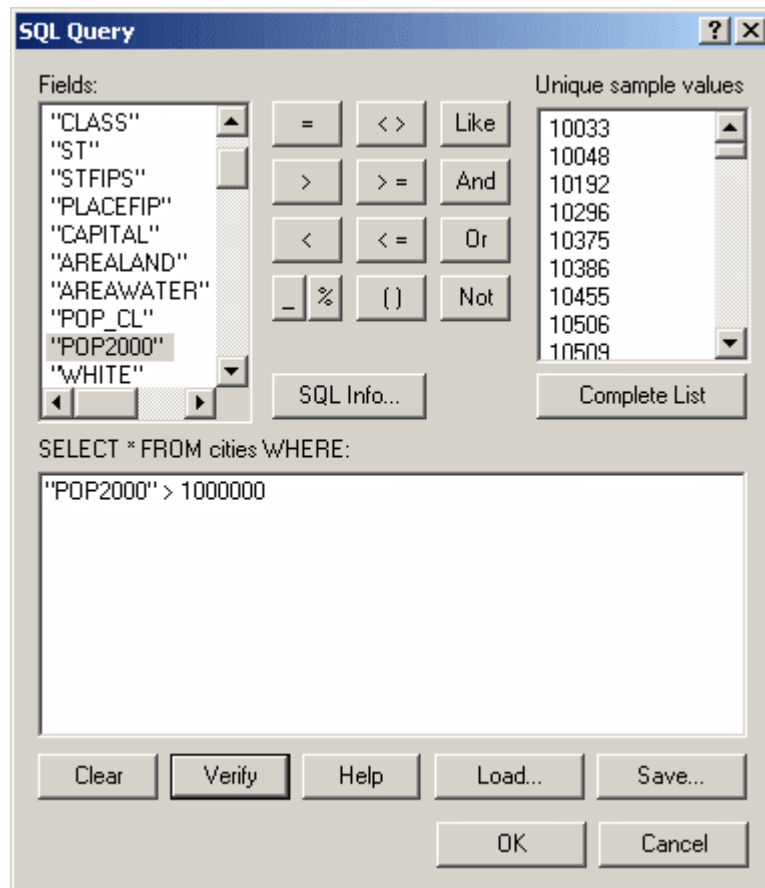 SQL Query
? X
Fields:
"CLASS"
"ST"
"STFIPS"
"PLACEFIP"
"CAPITAL"
"AREALAND"
"AREAWATER"
"POP_CL"
"POP2000"
"WHITE"
= < > Like
> > = And
< < = Or
_ % ( ) Not
SQL Info...
Unique sample values
10033
10048
10192
10296
10375
10386
10455
10506
10509
Complete List
SELECT * FROM cities WHERE:
"POP2000" > 1000000
Clear Verify Help Load... Save...
OK Cancel